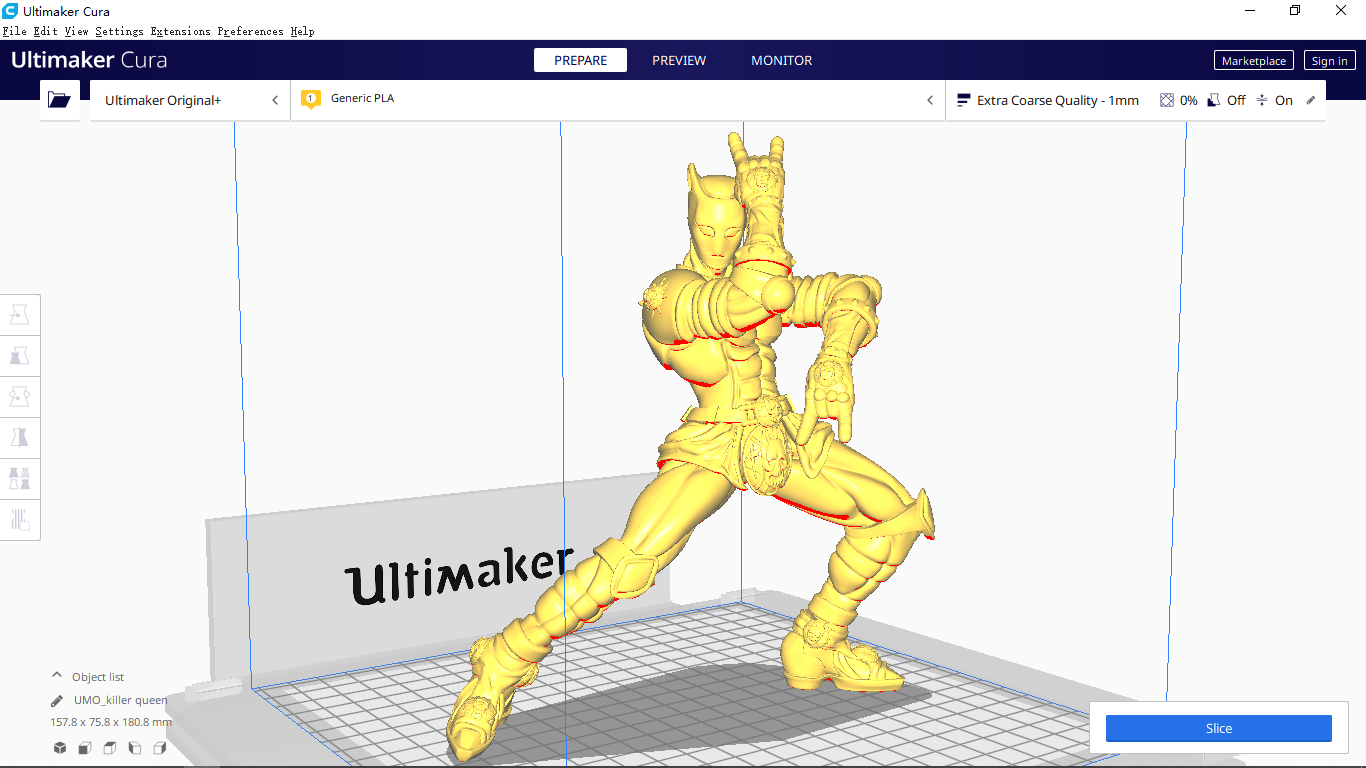 Ultimaker Cura
File Edit View Settings Extensions Preferences Help
Ultimaker Cura
PREPARE
PREVIEW
MONITOR
Marketplace
Sign in
Ultimaker Original+
1
Generic PLA
Extra Coarse Quality - 1mm
0%
Off
On
Ultimaker
Object list
UMO_killer queen
157.8 x 75.8 x 180.8 mm
Slice